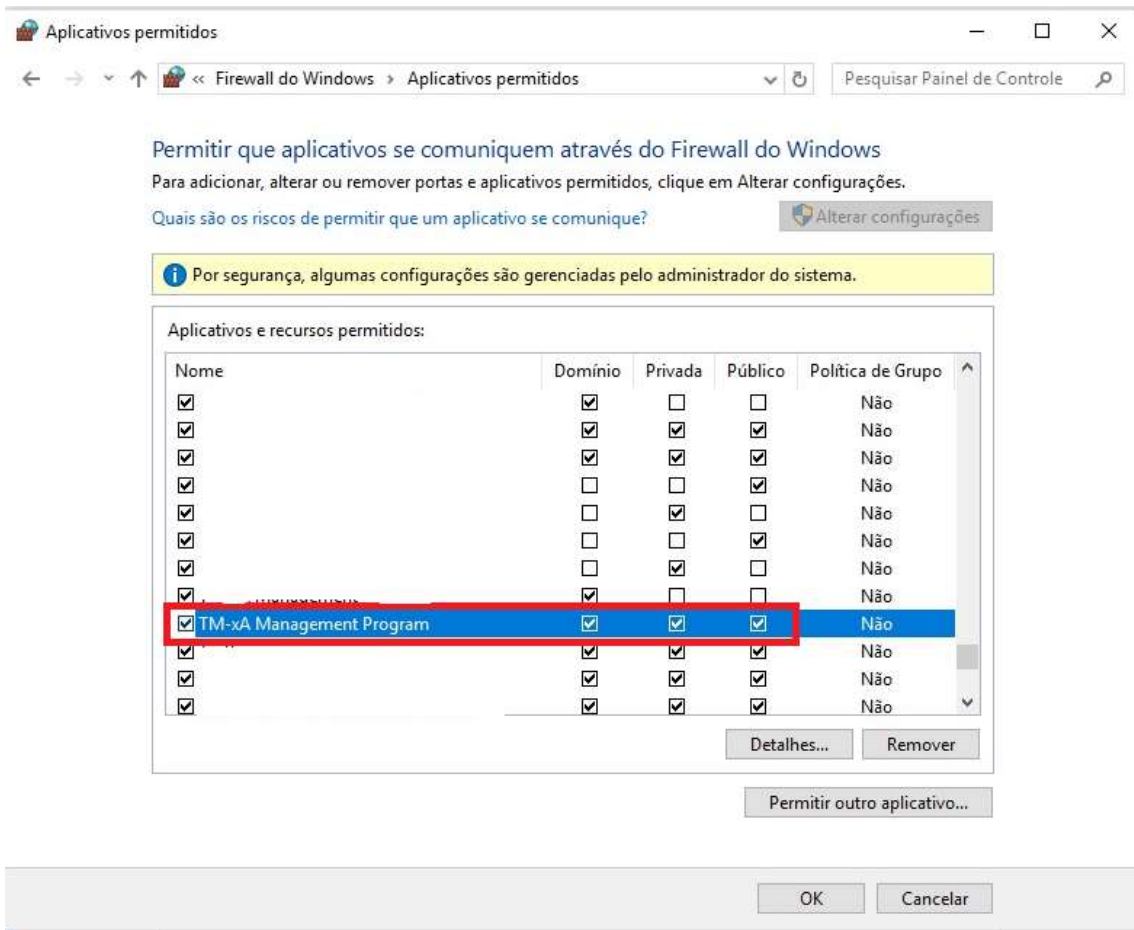 Aplicativos permitidos
« Firewall do Windows › Aplicativos permitidos Pesquisar Painel de Controle
Permitir que aplicativos se comuniquem através do Firewall do Windows
Para adicionar, alterar ou remover portas e aplicativos permitidos, clique em Alterar configurações.
Quais são os riscos de permitir que um aplicativo se comunique? Alterar configurações
Por segurança, algumas configurações são gerenciadas pelo administrador do sistema.
Aplicativos e recursos permitidos:
Nome Domínio Privada Público Política de Grupo
Não
Não
Não
Não
Não
Não
Não
Não
TM-xA Management Program Não
Não
Não
Não
Detalhes... Remover
Permitir outro aplicativo...
OK Cancelar